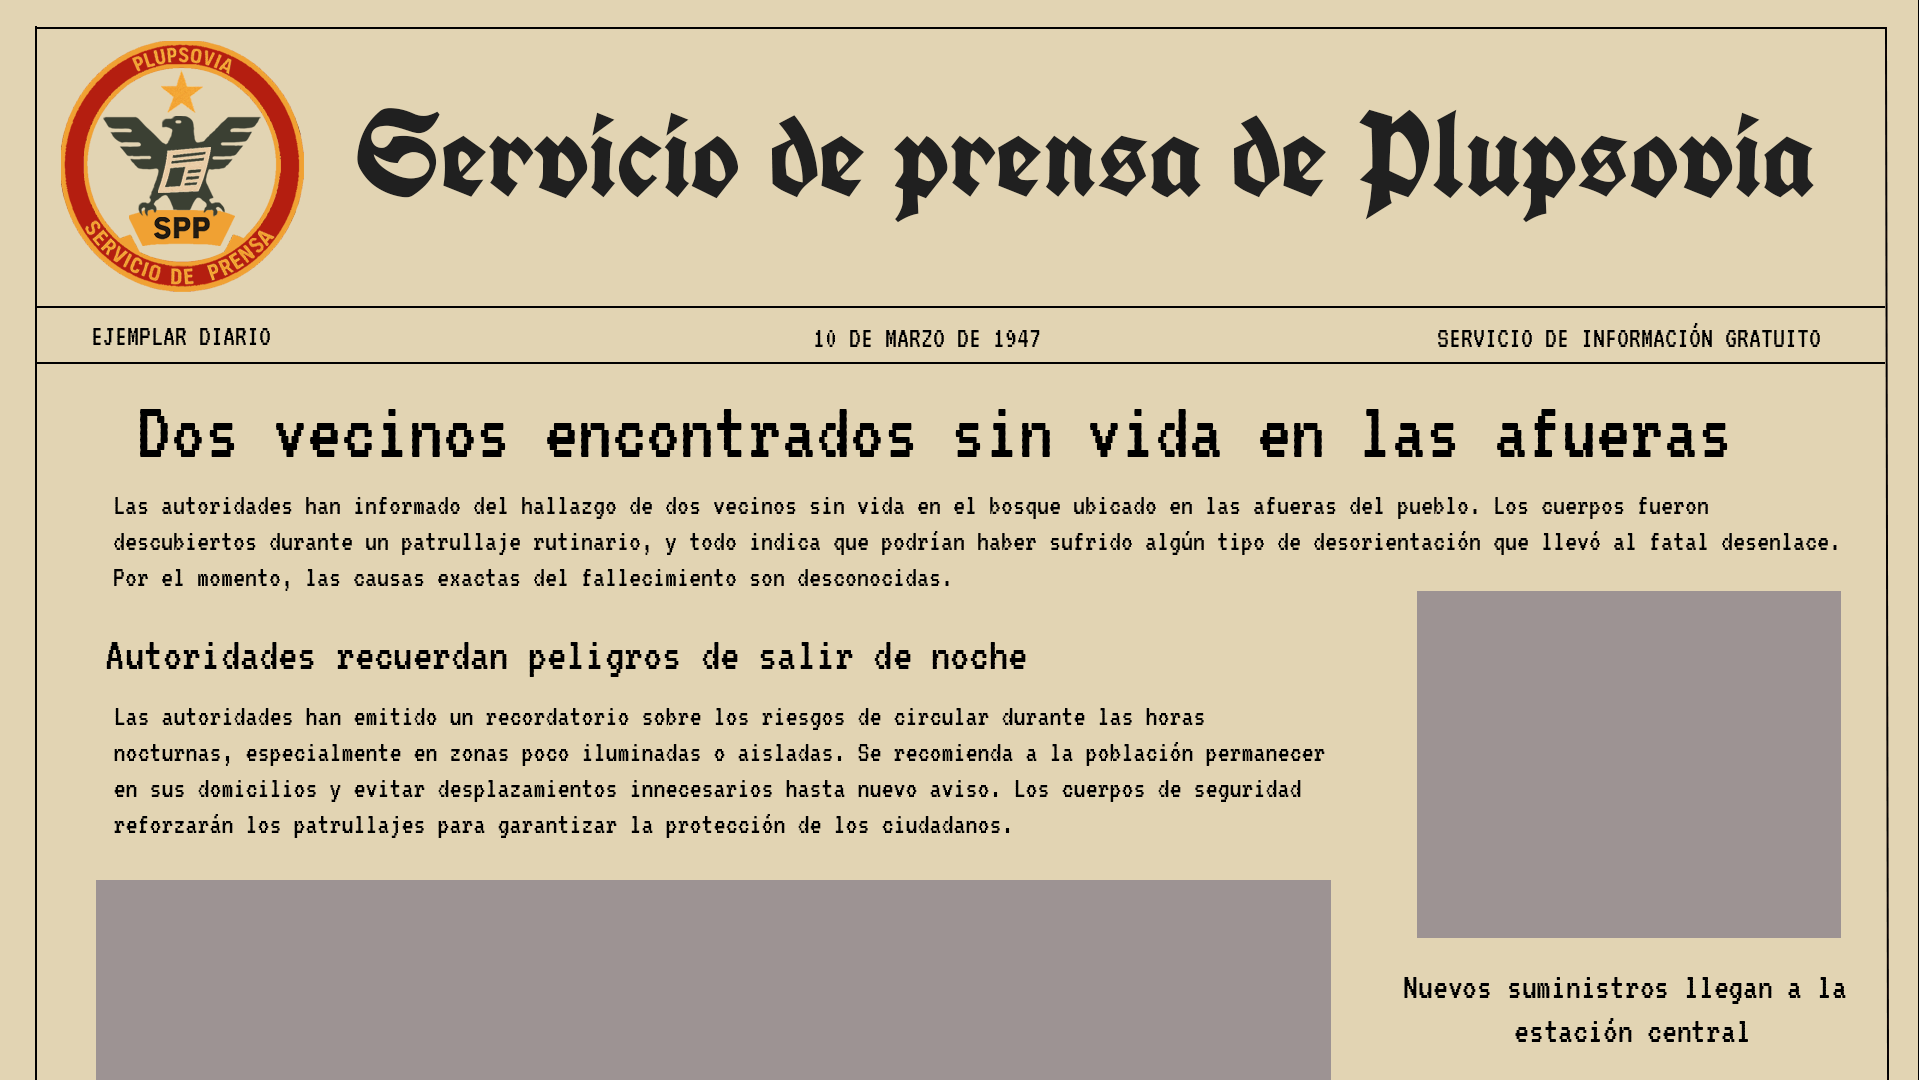 PLUPSOVIA
SPP
SERVICIO DE PRENSA
Servicio de prensa de Plupsovia
EJEMPLAR DIARIO
10 DE MARZO DE 1947
SERVICIO DE INFORMACIÓN GRATUITO
Dos vecinos encontrados sin vida en las afueras
Las autoridades han informado del hallazgo de dos vecinos sin vida en el bosque ubicado en las afueras del pueblo. Los cuerpos fueron
descubiertos durante un patrullaje rutinario, y todo indica que podrían haber sufrido algún tipo de desorientación que llevó al fatal desenlace.
Por el momento, las causas exactas del fallecimiento son desconocidas.
Autoridades recuerdan peligros de salir de noche
Las autoridades han emitido un recordatorio sobre los riesgos de circular durante las horas
nocturnas, especialmente en zonas poco iluminadas o aisladas. Se recomienda a la población permanecer
en sus domicilios y evitar desplazamientos innecesarios hasta nuevo aviso. Los cuerpos de seguridad
reforzarán los patrullajes para garantizar la protección de los ciudadanos.
Nuevos suministros llegan a la
estación central